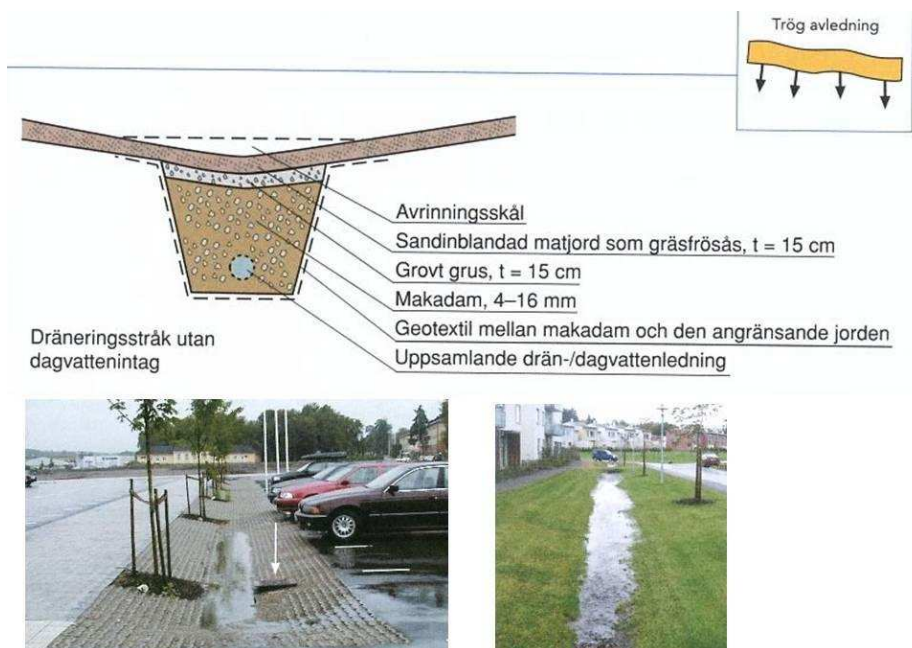 Trög avledning
Avrinningsskål
Sandinblandad matjord som gräsfrösås, t = 15 cm
Grovt grus, t = 15 cm
Makadam, 4–16 mm
Geotextil mellan makadam och den angränsande jorden
Uppsamlande drän-/dagvattenledning
Dräneringsstråk utan
dagvattenintag